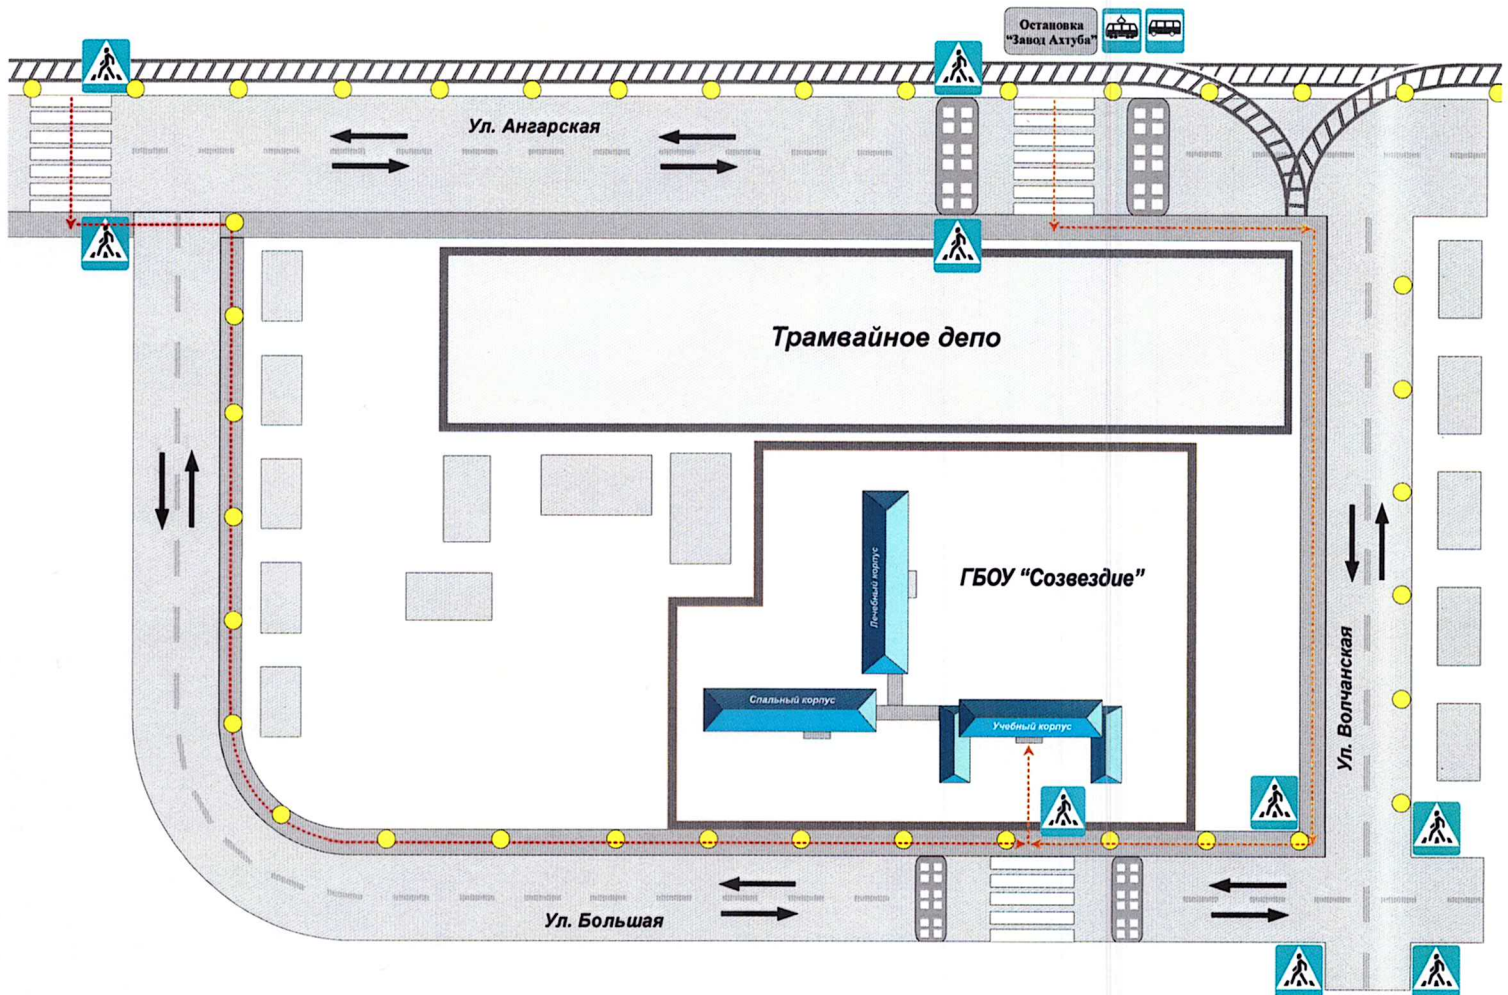 Остановка
"Завод Ахтуба"
Ул. Ангарская
Трамвайное депо
ГБОУ "Созвездие"
Лечебный корпус
Спальный корпус
Учебный корпус
Ул. Волчанская
Ул. Большая